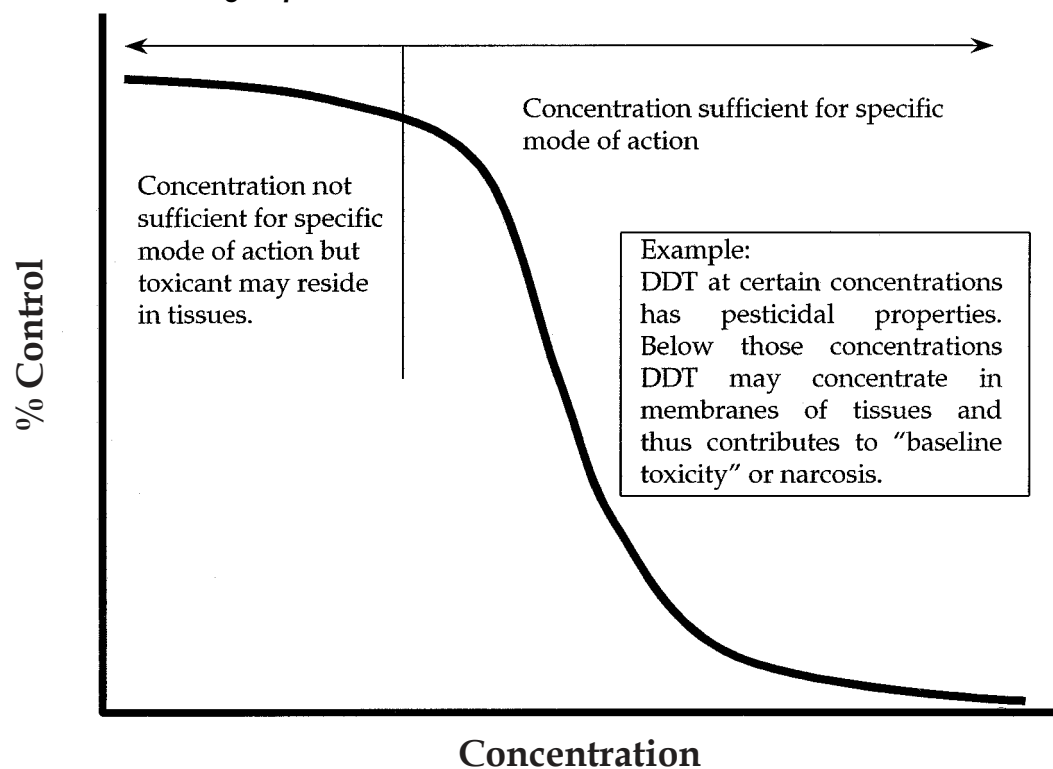 Concentration sufficient for specific
mode of action
Concentration not
sufficient for specific
mode of action but
toxicant may reside
in tissues.
Example:
DDT at certain concentrations
has pesticidal properties.
Below those concentrations
DDT may concentrate in
membranes of tissues and
thus contributes to "baseline
toxicity" or narcosis.
% Control
Concentration